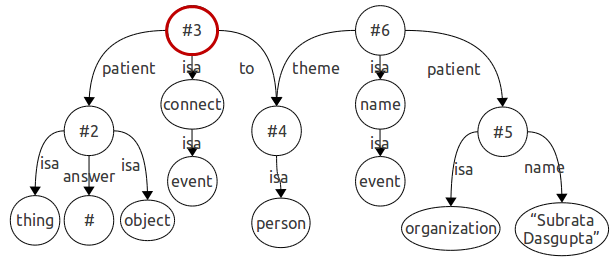 #3
#6
patient
isa
to
theme
isa
patient
connect
name
#2
#4
#5
isa
isa
isa
answer
isa
isa
isa
name
event
event
thing
#
object
person
organization
“Subrata
Dasgupta”